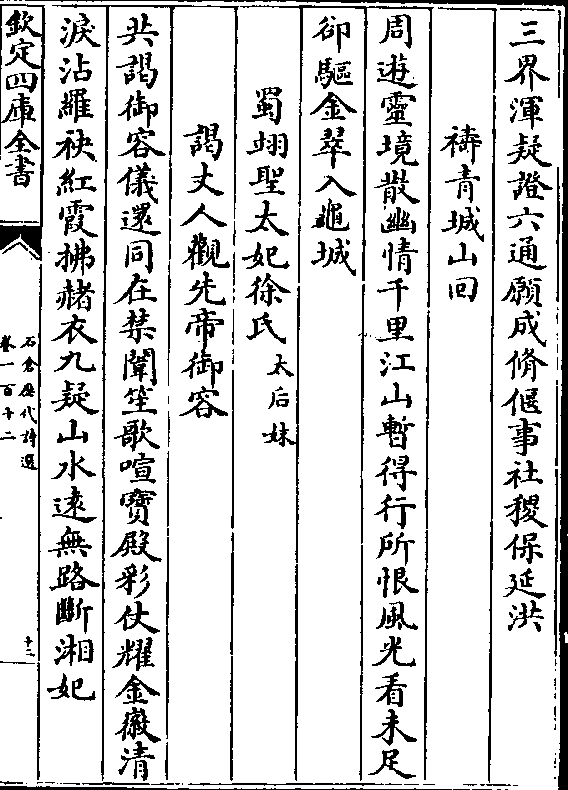 三界渾疑證六通願成脩偃事社稷保延洪
禱青城山回
周遊靈境散幽情千里江山暫得行所恨風光看未足
卻驅金翠入龜城
蜀翊聖太妃徐氏太后妹
謁丈人觀先帝御容
共謁御容儀還同在禁闈笙歌喧寶殿彩仗耀金徽清
淚沾羅袂紅霞拂赭衣九疑山水遠無路斷湘妃
欽定四庫全書
石倉歷代詩選
卷一百十二
十二